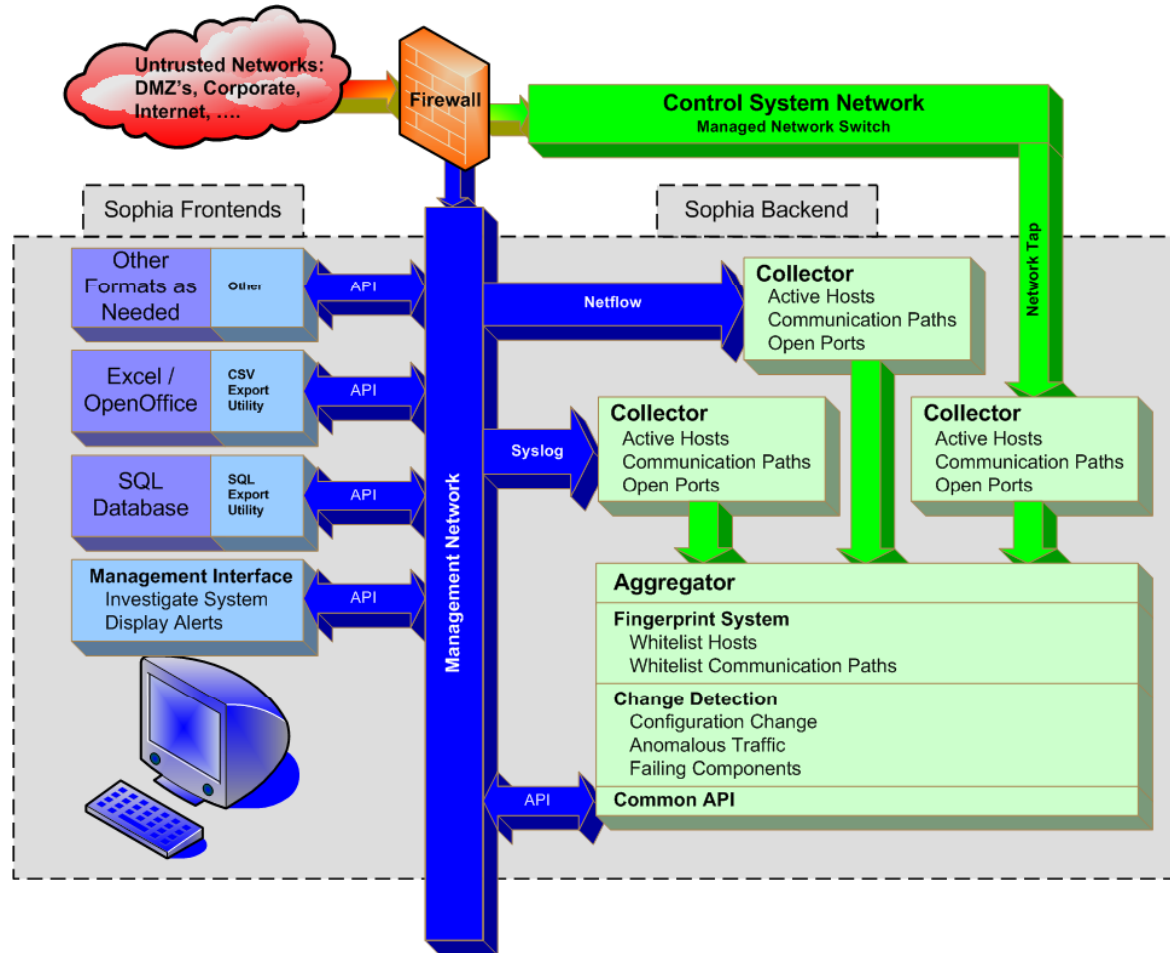 Untrusted Networks:
DMZ's, Corporate,
Internet, ....
Firewall
Control System Network
Managed Network Switch
Network Tap
Sophia Frontends
Sophia Backend
Other
Formats as
Needed
Other
API
Excel /
OpenOffice
CSV
Export
Utility
API
SQL
Database
SQL
Export
Utility
API
Management Interface
Investigate System
Display Alerts
API
Management Network
Netflow
Collector
Active Hosts
Communication Paths
Open Ports
Syslog
Collector
Active Hosts
Communication Paths
Open Ports
Collector
Active Hosts
Communication Paths
Open Ports
Aggregator
Fingerprint System
Whitelist Hosts
Whitelist Communication Paths
Change Detection
Configuration Change
Anomalous Traffic
Failing Components
Common API
API